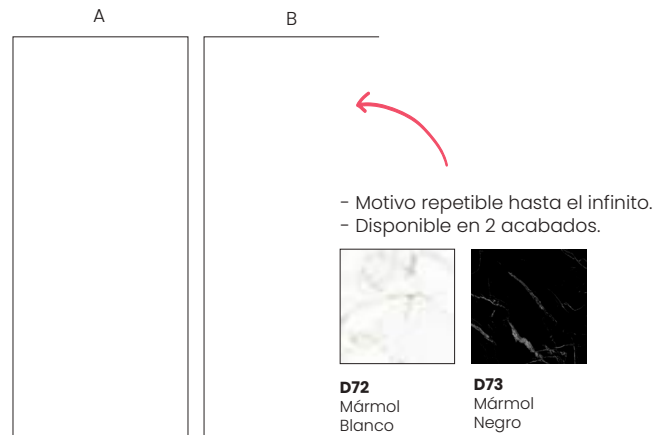 A
B
- Motivo repetible hasta el infinito.
- Disponible en 2 acabados.
D72
Mármol
Blanco
D73
Mármol
Negro